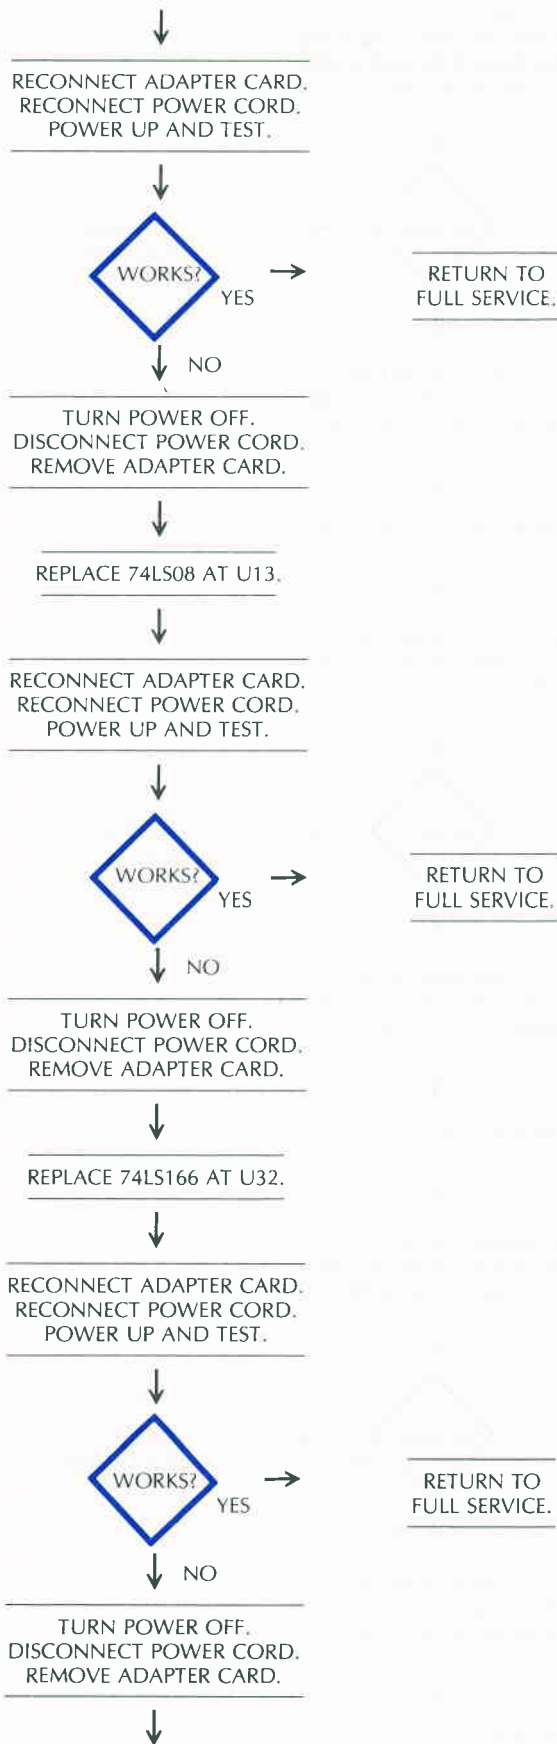 RECONNECT ADAPTER CARD.
RECONNECT POWER CORD.
POWER UP AND TEST.
WORKS?
YES
RETURN TO
FULL SERVICE.
NO
TURN POWER OFF.
DISCONNECT POWER CORD.
REMOVE ADAPTER CARD.
REPLACE 74LS08 AT U13.
RECONNECT ADAPTER CARD.
RECONNECT POWER CORD.
POWER UP AND TEST.
WORKS?
YES
RETURN TO
FULL SERVICE.
NO
TURN POWER OFF.
DISCONNECT POWER CORD.
REMOVE ADAPTER CARD.
REPLACE 74LS166 AT U32.
RECONNECT ADAPTER CARD.
RECONNECT POWER CORD.
POWER UP AND TEST.
WORKS?
YES
RETURN TO
FULL SERVICE.
NO
TURN POWER OFF.
DISCONNECT POWER CORD.
REMOVE ADAPTER CARD.